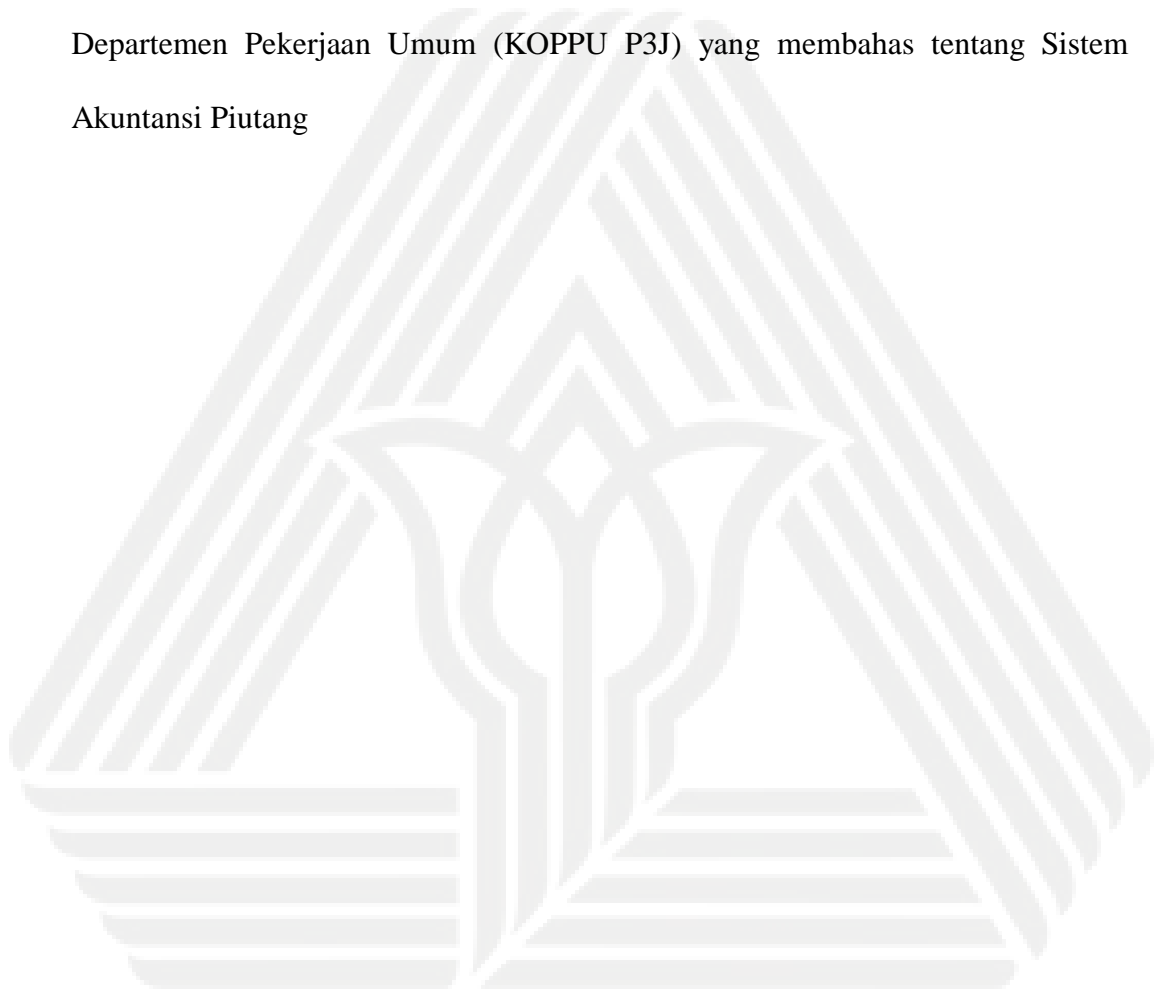 Departemen Pekerjaan Umum (KOPPU P3J) yang membahas tentang Sistem
Akuntansi Piutang